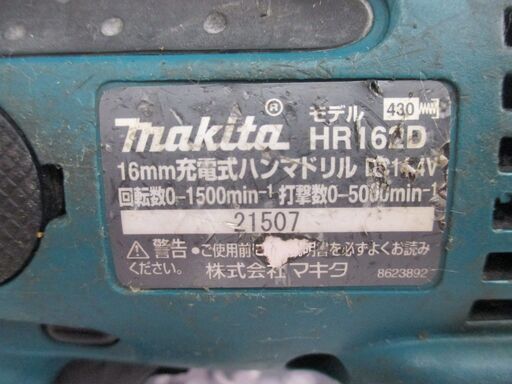 makita®
モデル 430
HR162D
16mm充電式ハンマドリル 14.4V
回転数0-1500min⁻¹ 打撃数0-5000min⁻¹
21507
警告 ・ご使用前に 明書を必ずよくお読み
ください。 株式会社マキタ
8623892